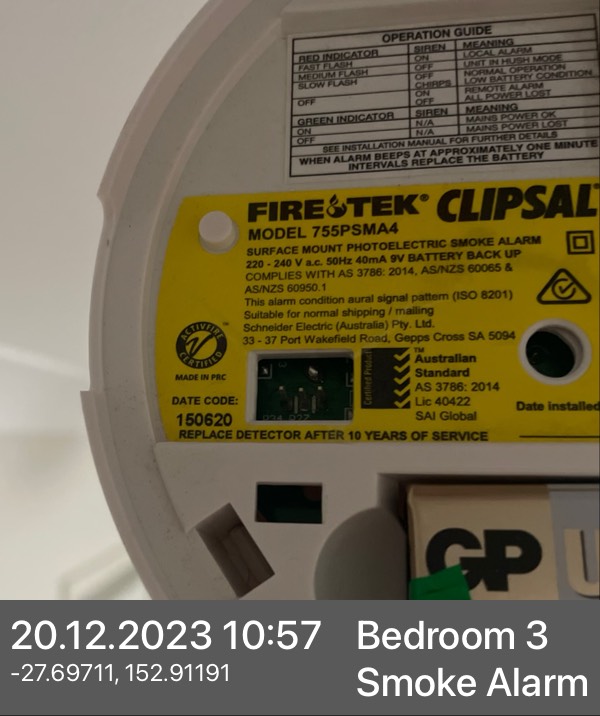 OPERATION GUIDE
RED INDICATOR SIREN MEANING
FAST FLASH ON LOCAL ALARM
MEDIUM FLASH OFF UNIT IN HUSH MODE
SLOW FLASH OFF NORMAL OPERATION
CHIRPS LOW BATTERY CONDITION
OFF ON REMOTE ALARM
OFF ALL POWER LOST
GREEN INDICATOR SIREN MEANING
ON N/A MAINS POWER OK
OFF N/A MAINS POWER LOST
SEE INSTALLATION MANUAL FOR FURTHER DETAILS
WHEN ALARM BEEPS AT APPROXIMATELY ONE MINUTE
INTERVALS REPLACE THE BATTERY
FIRETEK® CLIPSAL
MODEL 755PSMA4
SURFACE MOUNT PHOTOELECTRIC SMOKE ALARM
220 - 240 V a.c. 50Hz 40mA 9V BATTERY BACK UP
COMPLIES WITH AS 3786: 2014, AS/NZS 60065 &
AS/NZS 60950.1
This alarm condition aural signal pattern (ISO 8201)
Suitable for normal shipping / mailing
Schneider Electric (Australia) Pty. Ltd.
33 - 37 Port Wakefield Road, Gepps Cross SA 5094
ACTIVFIRE CERTIFIED
MADE IN PRC
Certified Product
Australian
Standard
AS 3786: 2014
Lic 40422
SAI Global
DATE CODE:
150620
Date installed
REPLACE DETECTOR AFTER 10 YEARS OF SERVICE
GP
20.12.2023 10:57
-27.69711, 152.91191
Bedroom 3
Smoke Alarm